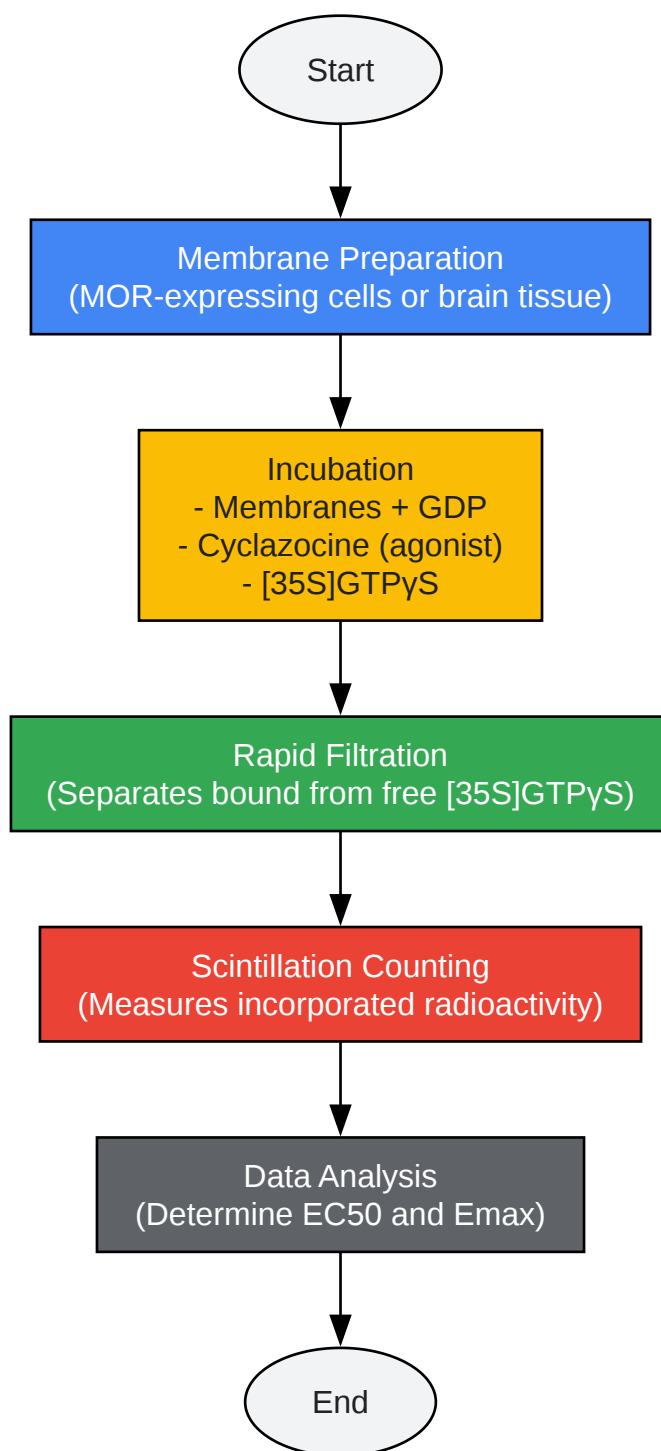 Start
Membrane Preparation
(MOR-expressing cells or brain tissue)
Incubation
- Membranes + GDP
- Cyclazocine (agonist)
- [35S]GTPγS
Rapid Filtration
(Separates bound from free [35S]GTPγS)
Scintillation Counting
(Measures incorporated radioactivity)
Data Analysis
(Determine EC50 and Emax)
End